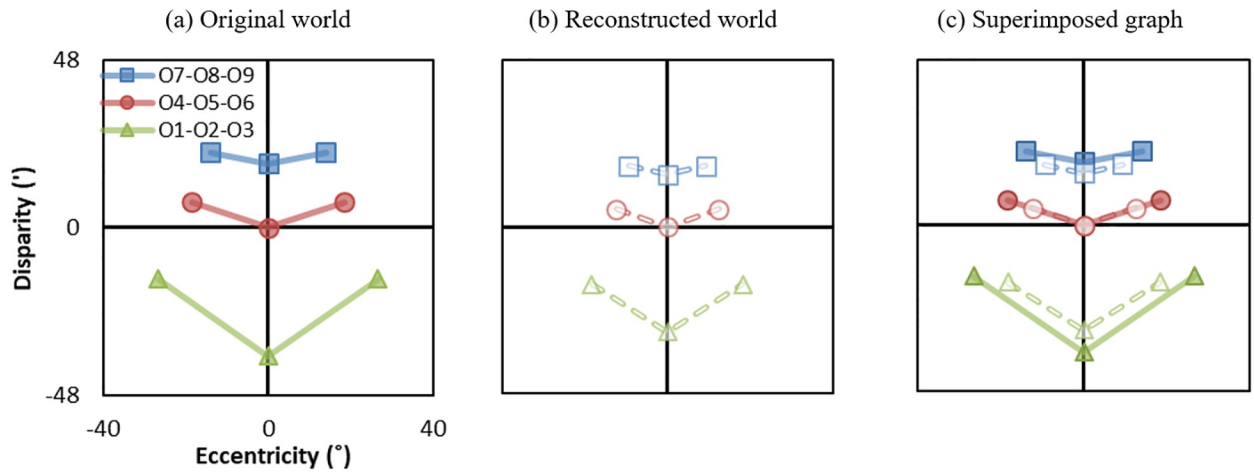 (a) Original world
(b) Reconstructed world
(c) Superimposed graph
48
O7-O8-O9
O4-O5-O6
O1-O2-O3
Disparity (')
0
-48
-40
0
40
Eccentricity (˚)